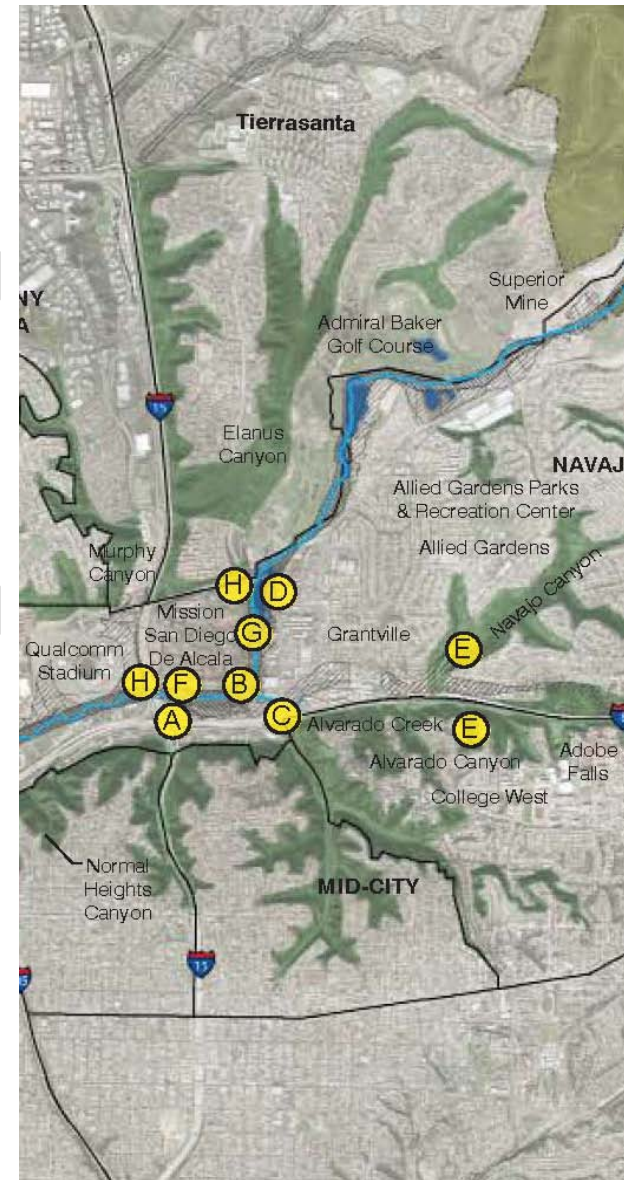 Tierrasanta
Superior
Mine
NY
A
Admiral Baker
Golf Course
15
Elanus
Canyon
NAVAJ
Allied Gardens Parks
& Recreation Center
Allied Gardens
Navajo Canyon
Murphy
Canyon
H
D
Mission
San Diego
De Alcala
G
Grantville
E
Qualcomm
Stadium
H
F
B
A
C
Alvarado Creek
E
Alvarado Canyon
Adobe
Falls
College West
Normal
Heights
Canyon
MID-CITY
15